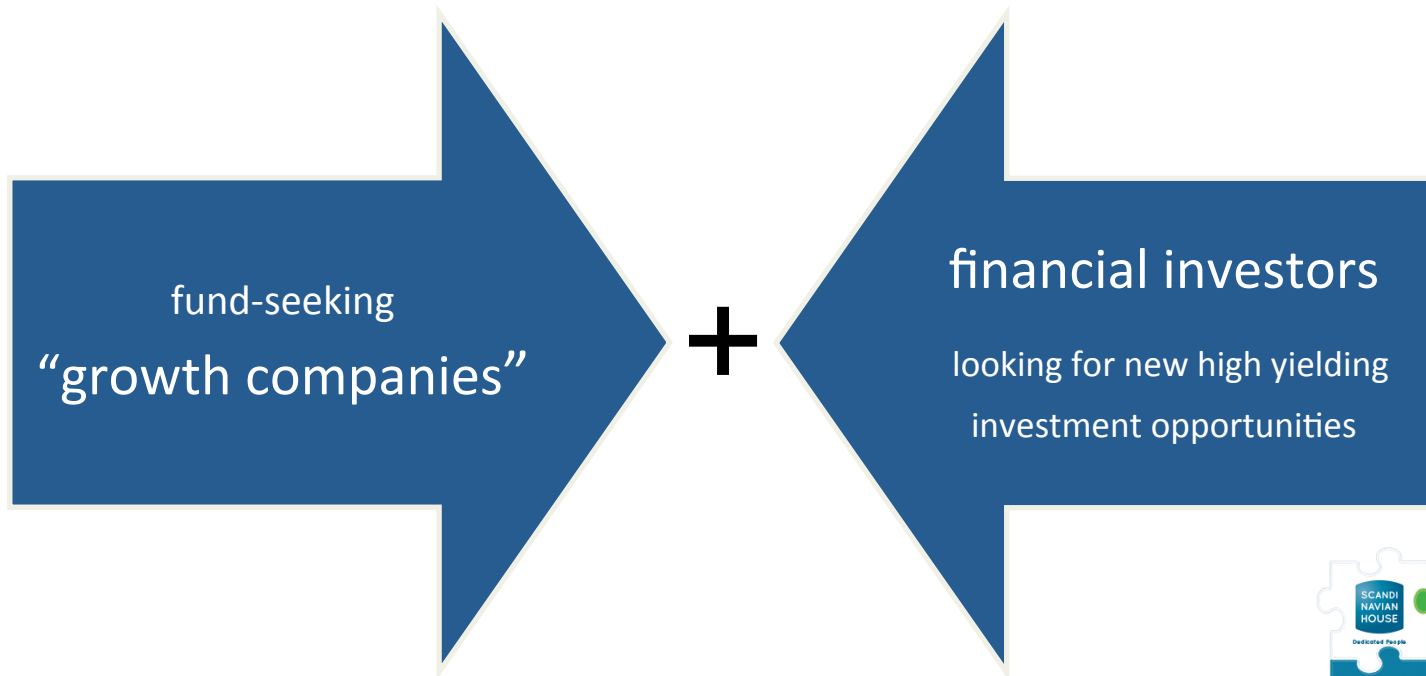 fund-seeking
“growth companies”
+
financial investors
looking for new high yielding
investment opportunities
SCANDI
NAVIAN
HOUSE
Dedicated People